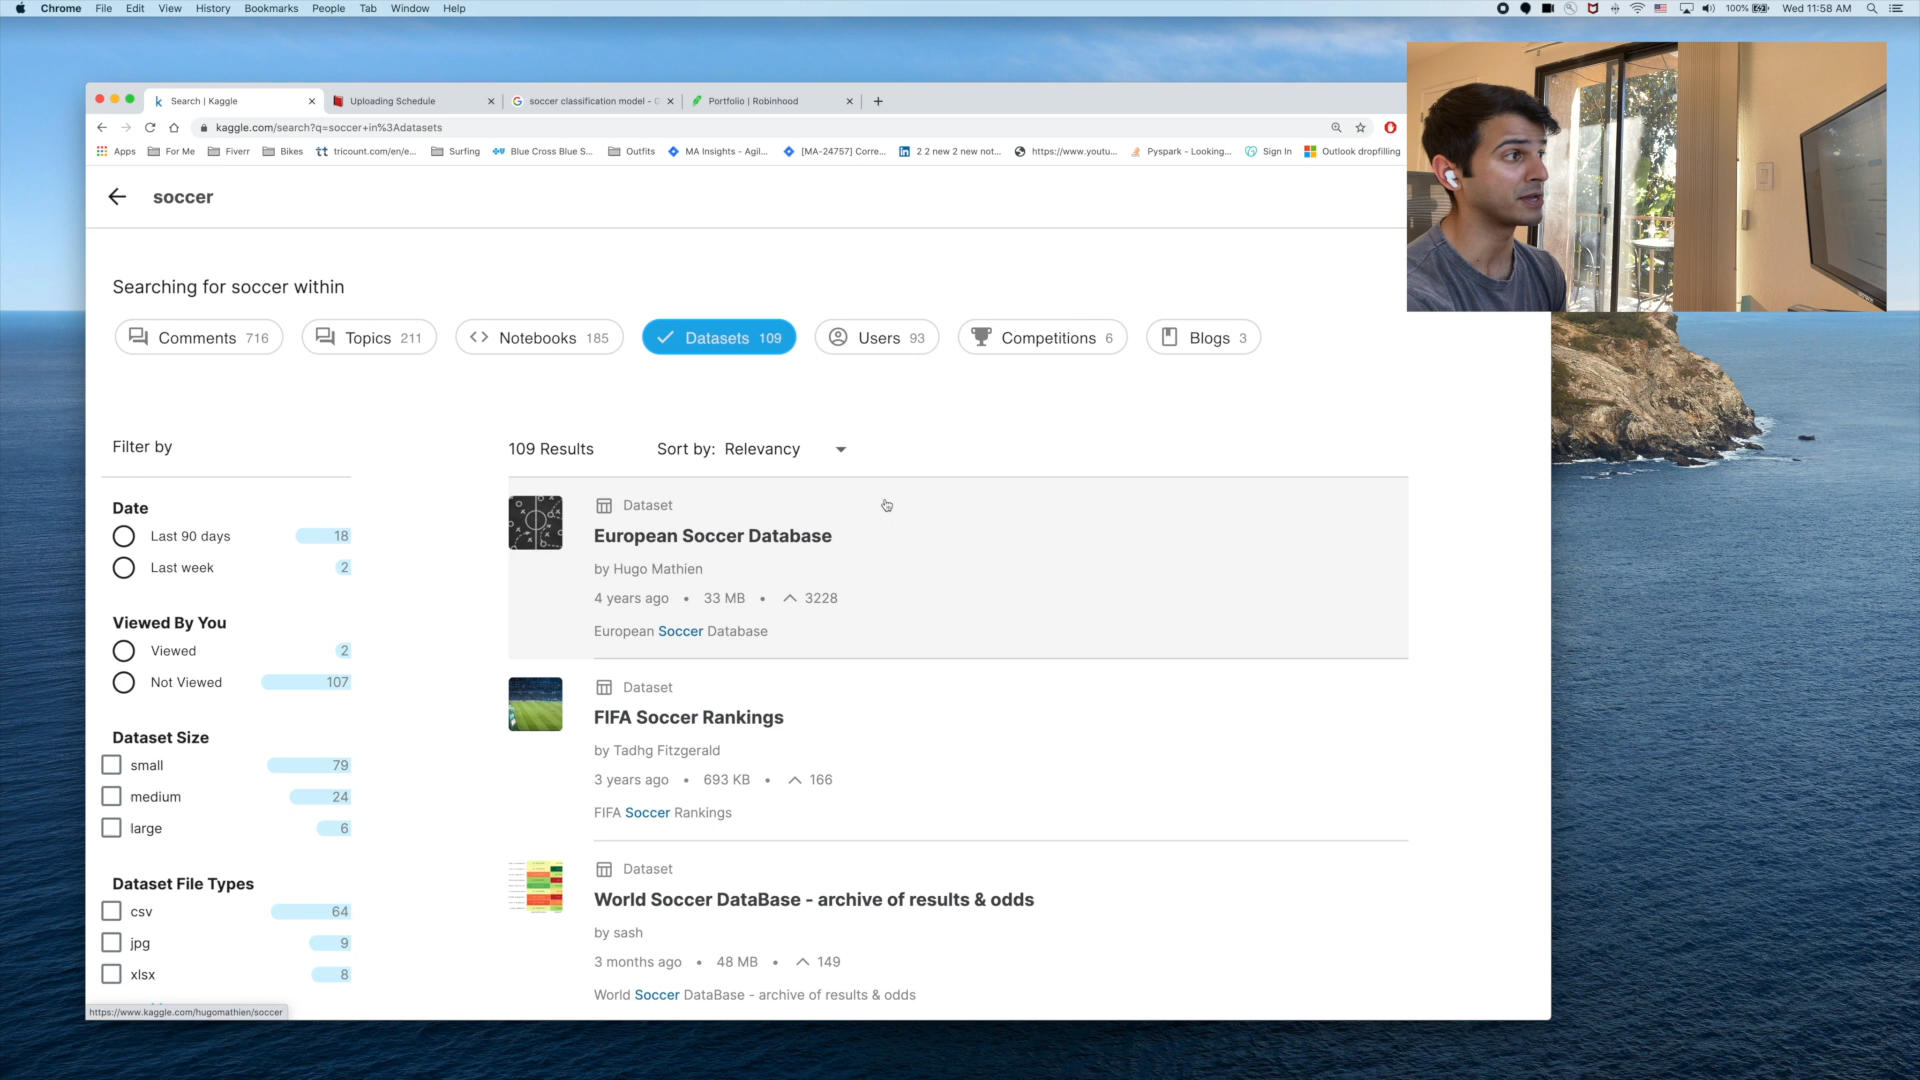 Chrome File Edit View History Bookmarks People Tab Window Help 100% Wed 11:58 AM
Search | Kaggle Uploading Schedule soccer classification model - Portfolio | Robinhood
kaggle.com/search?q=soccer+in%3Adatasets
Apps For Me Fiverr Bikes tricount.com/en/e... Surfing Blue Cross Blue S... Outfits MA Insights - Agil... [MA-24757] Corre... 2 2 new 2 new not... https://www.youtu... Pyspark - Looking... Sign In Outlook dropfilling
soccer
Searching for soccer within
Comments 716 Topics 211 Notebooks 185 Datasets 109 Users 93 Competitions 6 Blogs 3
Filter by
109 Results Sort by: Relevancy
Date
Last 90 days 18
Last week 2
Viewed By You
Viewed 2
Not Viewed 107
Dataset Size
small 79
medium 24
large 6
Dataset File Types
csv 64
jpg 9
xlsx 8
Dataset
European Soccer Database
by Hugo Mathien
4 years ago • 33 MB • 3228
European Soccer Database
Dataset
FIFA Soccer Rankings
by Tadhg Fitzgerald
3 years ago • 693 KB • 166
FIFA Soccer Rankings
Dataset
World Soccer DataBase - archive of results & odds
by sash
3 months ago • 48 MB • 149
World Soccer DataBase - archive of results & odds
https://www.kaggle.com/hugomathien/soccer